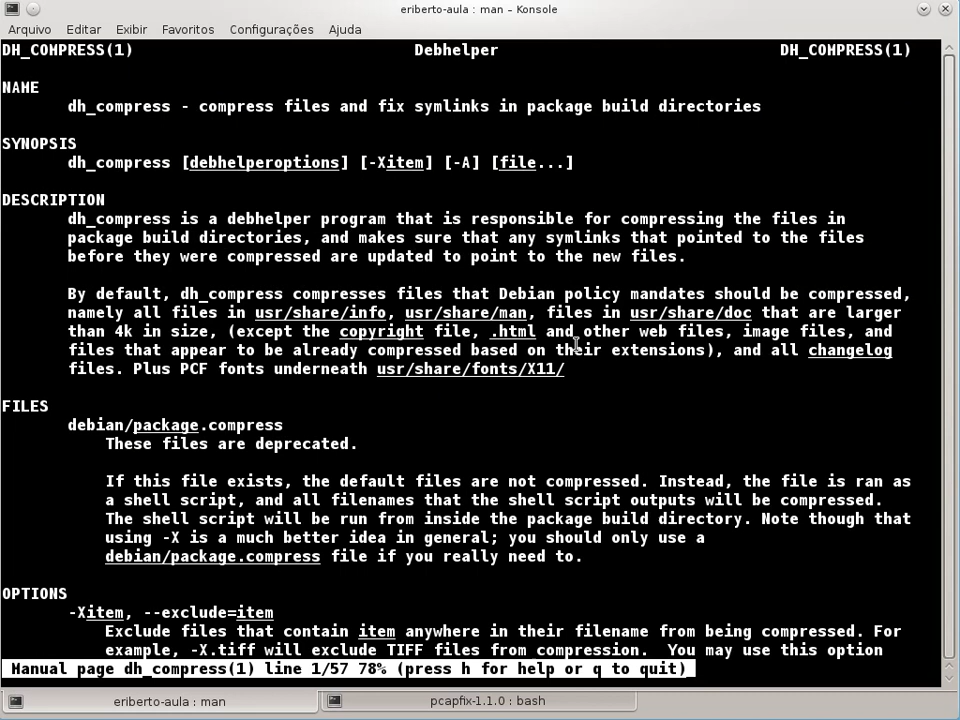 eriberto-aula : man – Konsole
Arquivo Editar Exibir Favoritos Configurações Ajuda
DH_COMPRESS(1) Debhelper DH_COMPRESS(1)
NAME
dh_compress - compress files and fix symlinks in package build directories
SYNOPSIS
dh_compress [debhelperoptions] [-Xitem] [-A] [file...]
DESCRIPTION
dh_compress is a debhelper program that is responsible for compressing the files in
package build directories, and makes sure that any symlinks that pointed to the files
before they were compressed are updated to point to the new files.
By default, dh_compress compresses files that Debian policy mandates should be compressed,
namely all files in usr/share/info, usr/share/man, files in usr/share/doc that are larger
than 4k in size, (except the copyright file, .html and other web files, image files, and
files that appear to be already compressed based on their extensions), and all changelog
files. Plus PCF fonts underneath usr/share/fonts/X11/
FILES
debian/package.compress
These files are deprecated.
If this file exists, the default files are not compressed. Instead, the file is ran as
a shell script, and all filenames that the shell script outputs will be compressed.
The shell script will be run from inside the package build directory. Note though that
using -X is a much better idea in general; you should only use a
debian/package.compress file if you really need to.
OPTIONS
-Xitem, --exclude=item
Exclude files that contain item anywhere in their filename from being compressed. For
example, -X.tiff will exclude TIFF files from compression.  You may use this option
Manual page dh_compress(1) line 1/57 78% (press h for help or q to quit)
eriberto-aula : man pcapfix-1.1.0 : bash